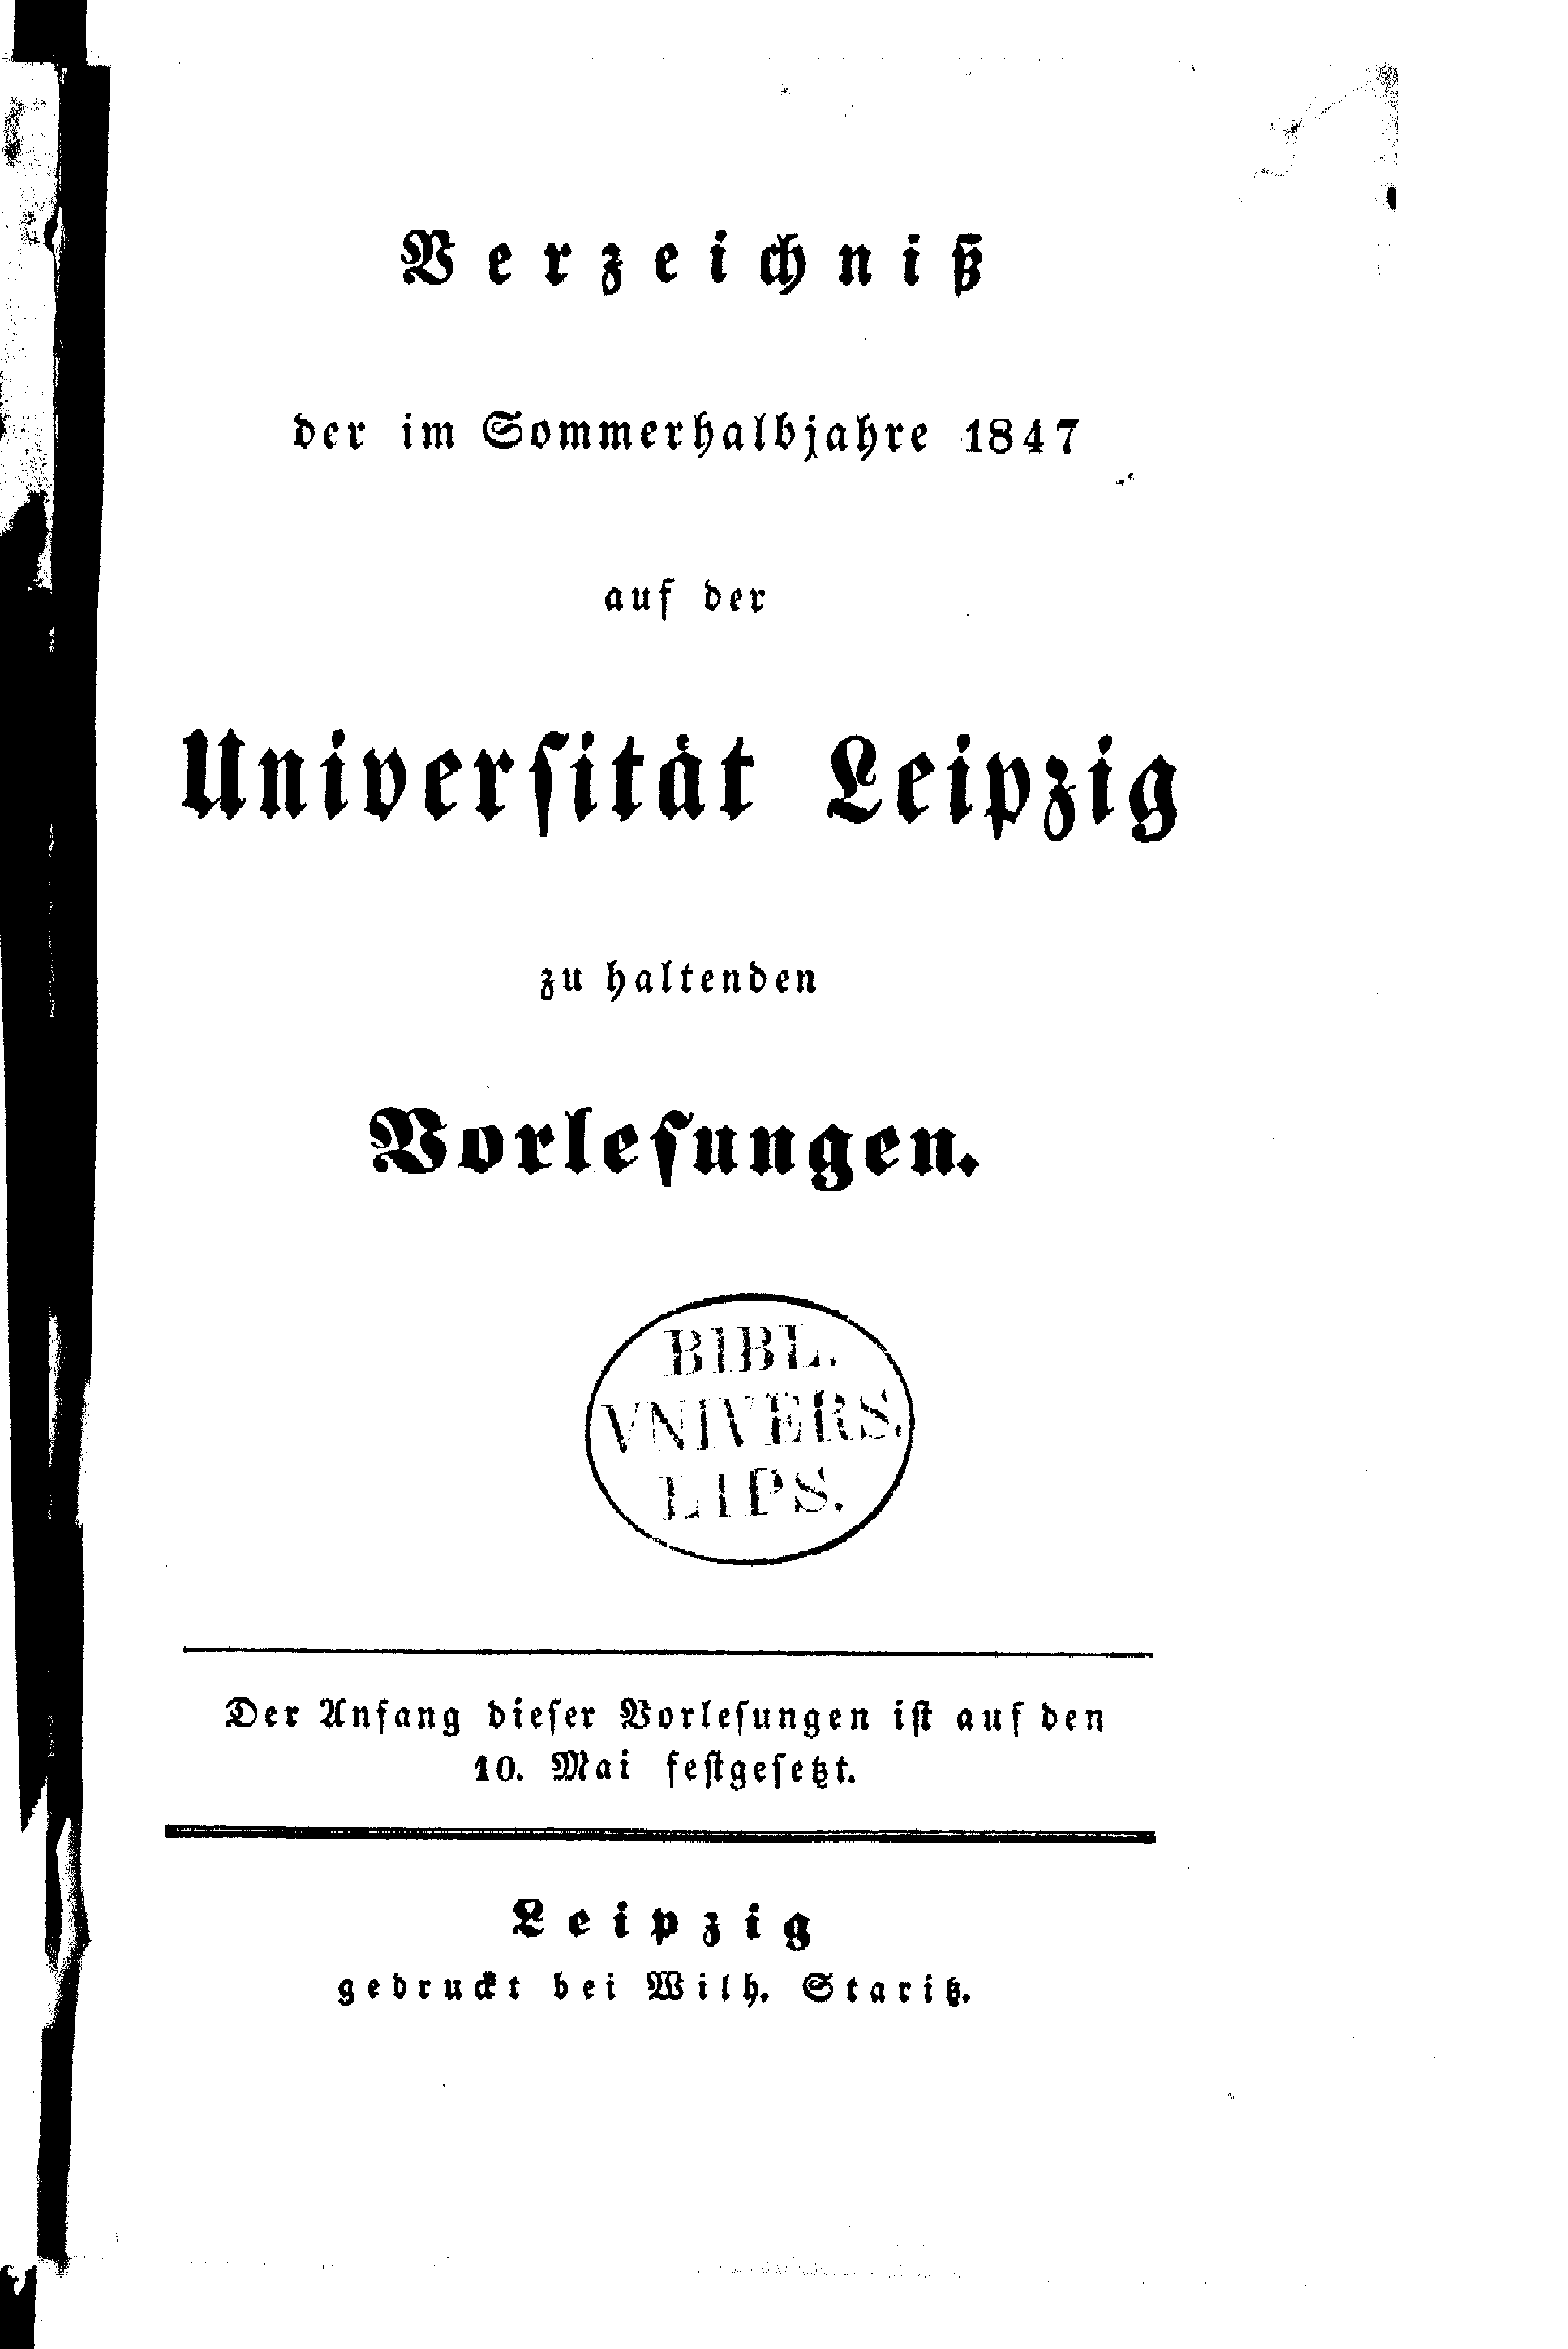 Verzeichniß
der im Sommerhalbjahre 1847
auf der
Universität Leipzig
zu haltenden
Vorlesungen.
BIBL.
VNIVERS.
LIPS.
Der Anfang dieser Vorlesungen ist auf den
10. Mai festgesetzt.
Leipzig
gedruckt bei Wilh. Staritz.